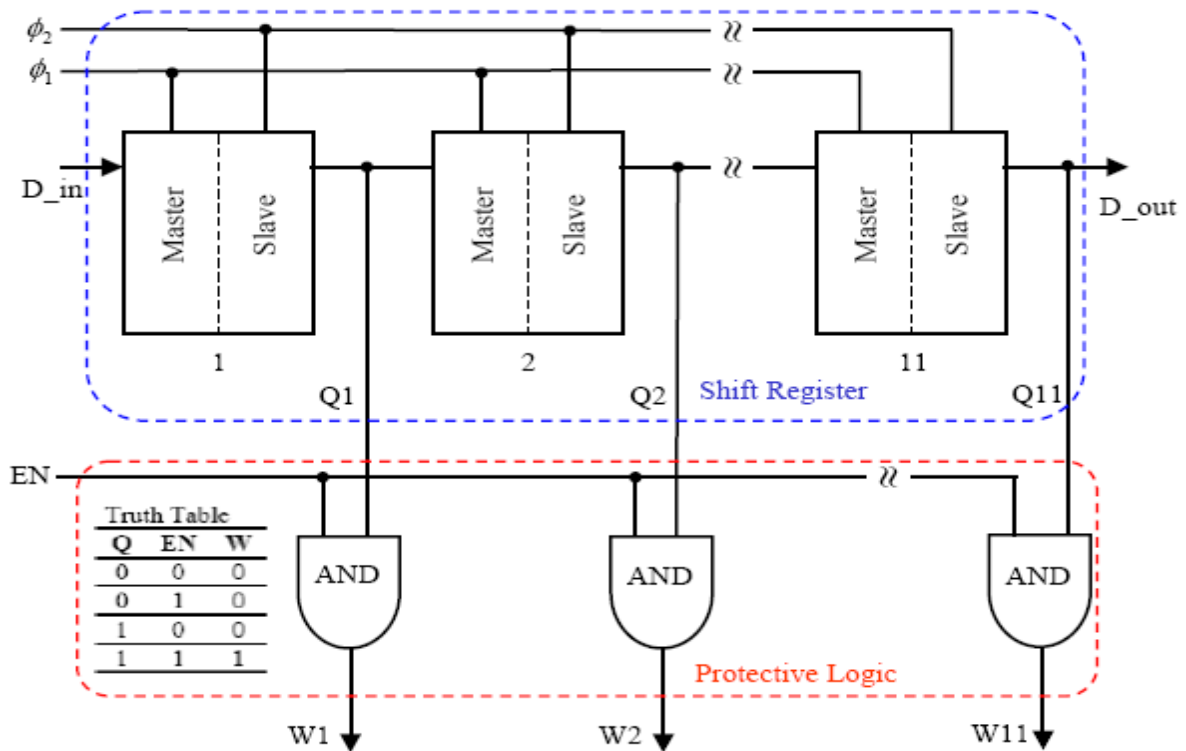 ϕ₂
ϕ₁
D_in
Master
Slave
Master
Slave
Master
Slave
D_out
1
2
11
Q1
Q2
Shift Register
Q11
EN
Truth Table
Q EN W
0 0 0
0 1 0
1 0 0
1 1 1
AND
AND
AND
Protective Logic
W1
W2
W11